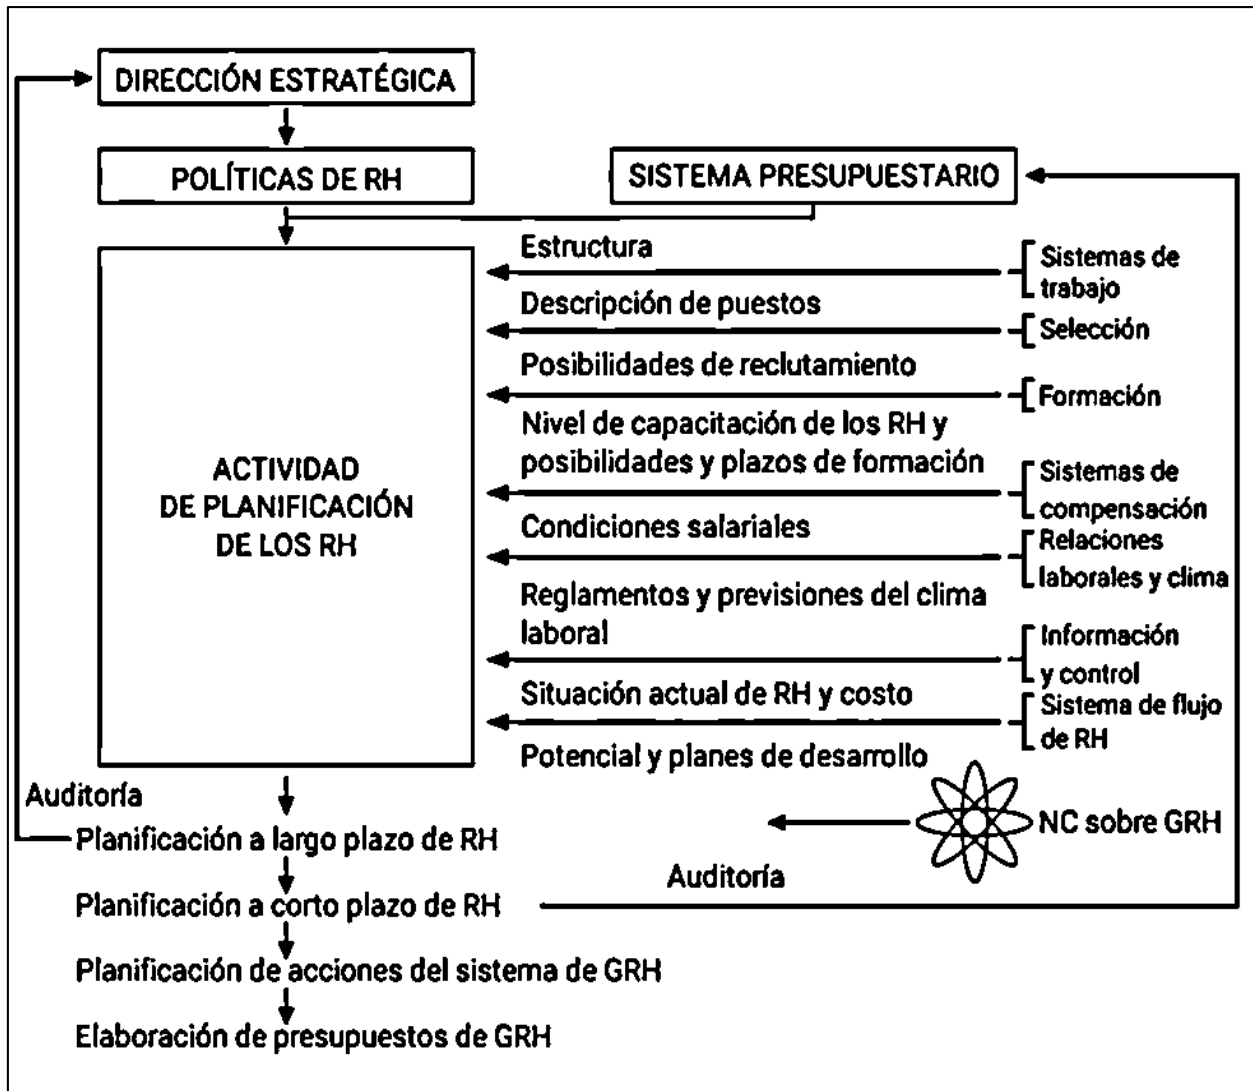 DIRECCIÓN ESTRATÉGICA
POLÍTICAS DE RH
SISTEMA PRESUPUESTARIO
ACTIVIDAD
DE PLANIFICACIÓN
DE LOS RH
Estructura
Descripción de puestos
Posibilidades de reclutamiento
Nivel de capacitación de los RH y
posibilidades y plazos de formación
Condiciones salariales
Reglamentos y previsiones del clima
laboral
Situación actual de RH y costo
Potencial y planes de desarrollo
Sistemas de
trabajo
Selección
Formación
Sistemas de
compensación
Relaciones
laborales y clima
Información
y control
Sistema de flujo
de RH
NC sobre GRH
Auditoría
Planificación a largo plazo de RH
Auditoría
Planificación a corto plazo de RH
Planificación de acciones del sistema de GRH
Elaboración de presupuestos de GRH